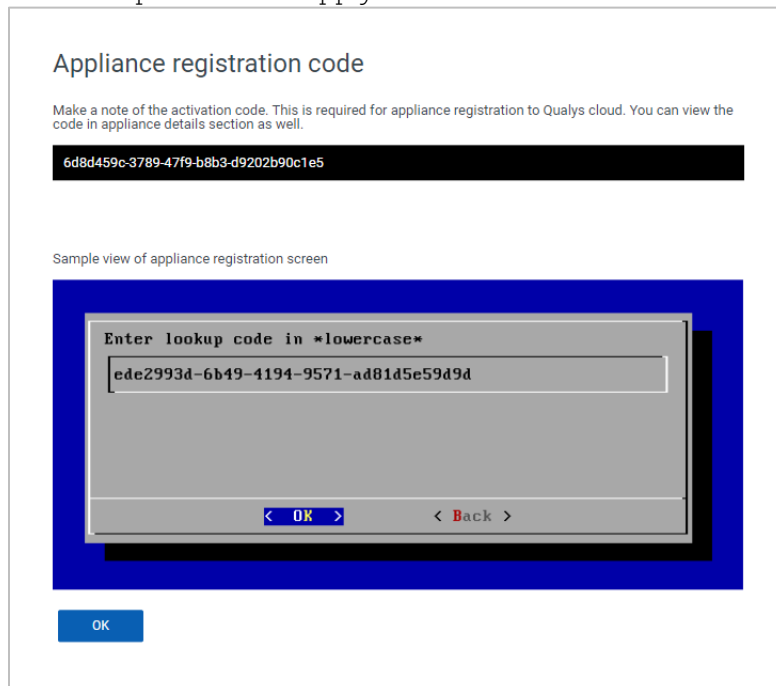 Appliance registration code
Make a note of the activation code. This is required for appliance registration to Qualys cloud. You can view the
code in appliance details section as well.
6d8d459c-3789-47f9-b8b3-d9202b90c1e5
Sample view of appliance registration screen
Enter lookup code in *lowercase*
ede2993d-6b49-4194-9571-ad81d5e59d9d
< OK > < Back >
OK